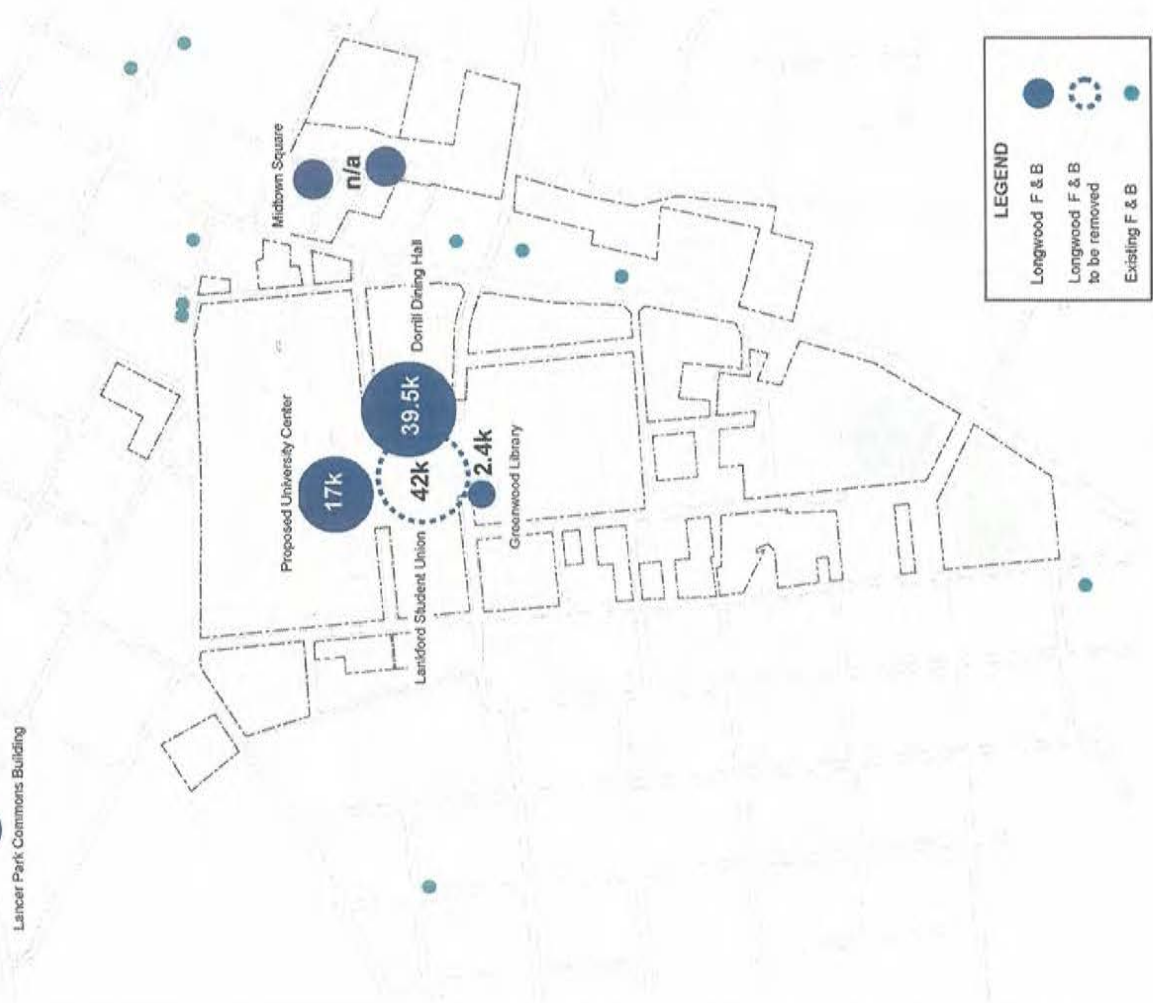 Lancer Park Commons Building
Midtown Square
n/a
Proposed University Center
17k
Dorrill Dining Hall
39.5k
42k
2.4k
Lankford Student Union
Greenwood Library
LEGEND
Longwood F & B
Longwood F & B
to be removed
Existing F & B